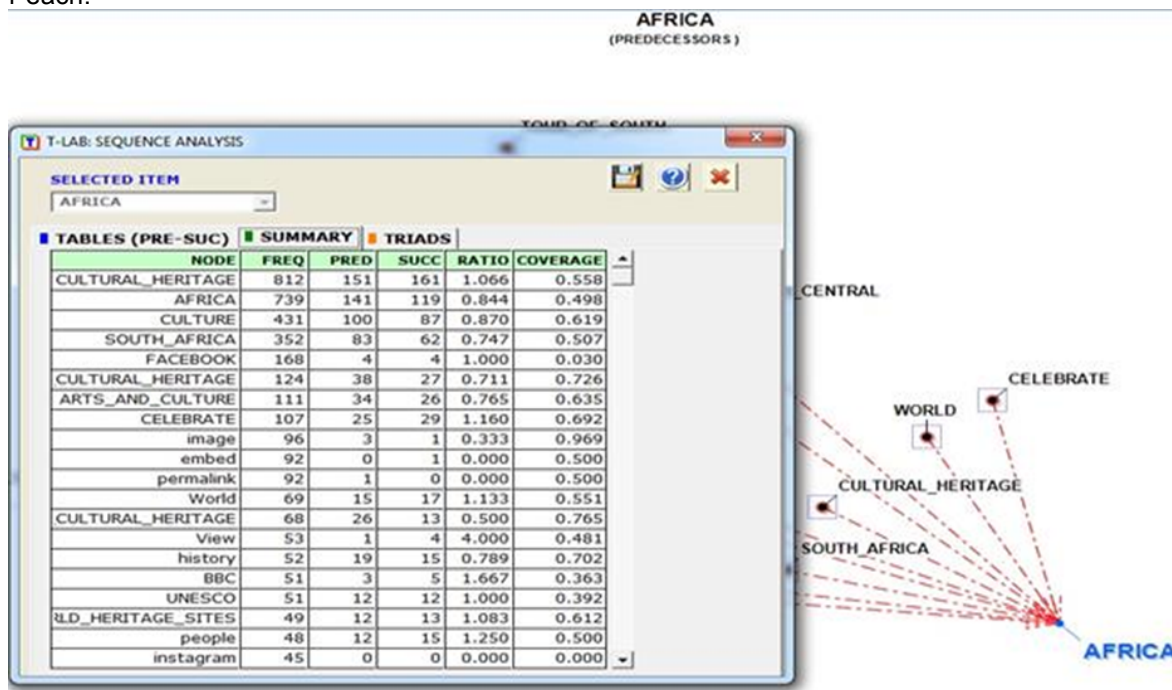 AFRICA
(PREDECESSORS)
T-LAB: SEQUENCE ANALYSIS
SELECTED ITEM
AFRICA
TABLES (PRE-SUC) SUMMARY TRIADS
NODE FREQ PRED SUCC RATIO COVERAGE
CULTURAL_HERITAGE 812 151 161 1.066 0.558
AFRICA 739 141 119 0.844 0.498
CULTURE 431 100 87 0.870 0.619
SOUTH_AFRICA 352 83 62 0.747 0.507
FACEBOOK 168 4 4 1.000 0.030
CULTURAL_HERITAGE 124 38 27 0.711 0.726
ARTS_AND_CULTURE 111 34 26 0.765 0.635
CELEBRATE 107 25 29 1.160 0.692
image 96 3 1 0.333 0.969
embed 92 0 1 0.000 0.500
permalink 92 1 0 0.000 0.500
World 69 15 17 1.133 0.551
CULTURAL_HERITAGE 68 26 13 0.500 0.765
View 53 1 4 4.000 0.481
history 52 19 15 0.789 0.702
BBC 51 3 5 1.667 0.363
UNESCO 51 12 12 1.000 0.392
LD_HERITAGE_SITES 49 12 13 1.083 0.612
people 48 12 15 1.250 0.500
instagram 45 0 0 0.000 0.000
_CENTRAL
CELEBRATE
WORLD
CULTURAL_HERITAGE
SOUTH_AFRICA
AFRICA